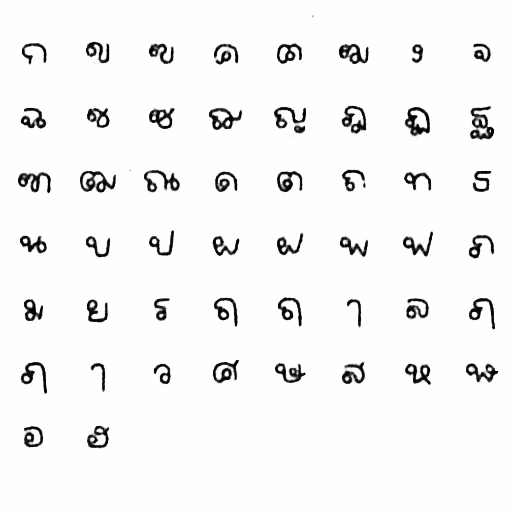 ก ข ฃ ค ฅ ฆ ง จ
ฉ ช ซ ฌ ญ ฎ ฏ ฐ
ฑ ฒ ณ ด ต ถ ท ธ
น บ ป ผ ฝ พ ฟ ภ
ม ย ร ฤ ฤ ๅ ล ฦ
ฦ ๅ ว ศ ษ ส ห ฬ
อ ฮ